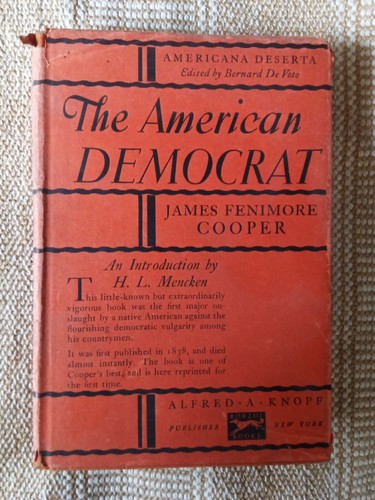 AMERICANA DESERTA
Edited by Bernard De Voto
The American
DEMOCRAT
JAMES FENIMORE
COOPER
An Introduction by
H. L. Mencken
This little-known but extraordinarily
vigorous book was the first major on-
slaught by a native American against the
flourishing democratic vulgarity among
his countrymen.
It was first published in 1838, and died
almost instantly. The book is one of
Cooper's best, and is here reprinted for
the first time.
ALFRED · A · KNOPF
PUBLISHER
BORZOI
BOOKS
NEW YORK